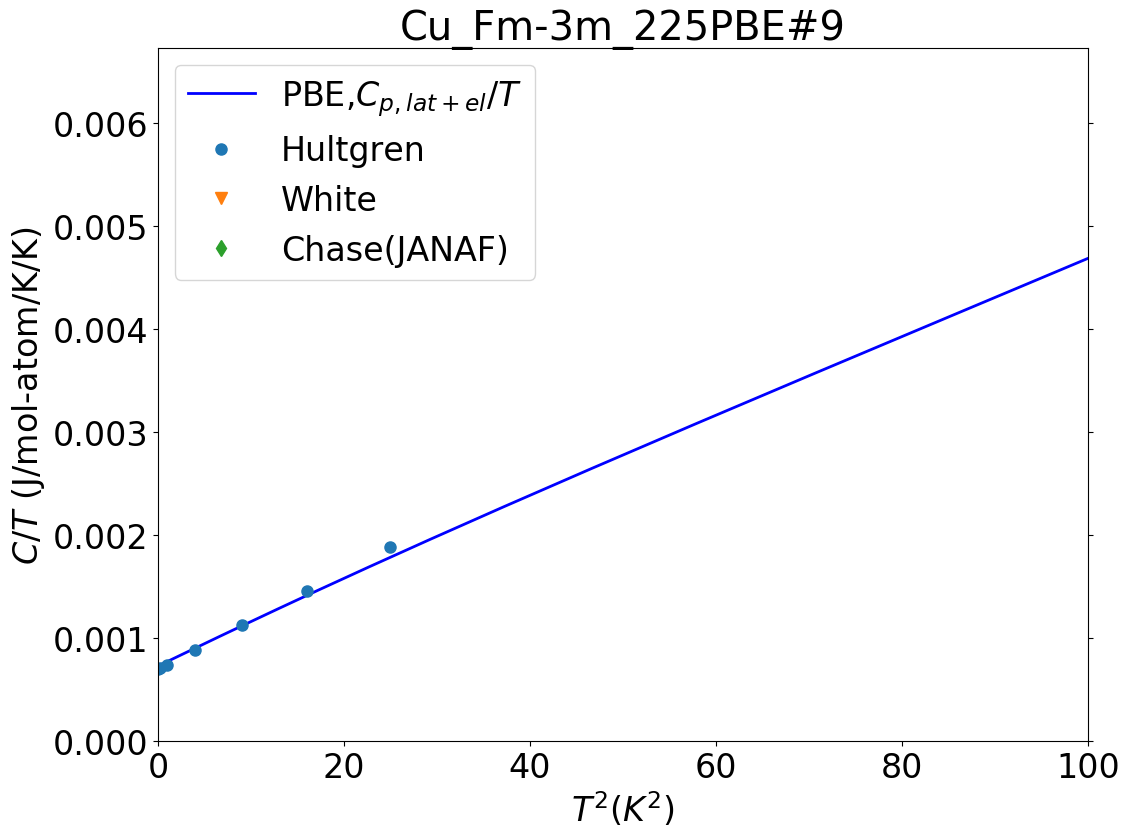 Cu_Fm-3m_225PBE#9
PBE,C_{p, lat+el}/T
Hultgren
White
Chase(JANAF)
C/T (J/mol-atom/K/K)
0.006
0.005
0.004
0.003
0.002
0.001
0.000
0 20 40 60 80 100
T^2(K^2)